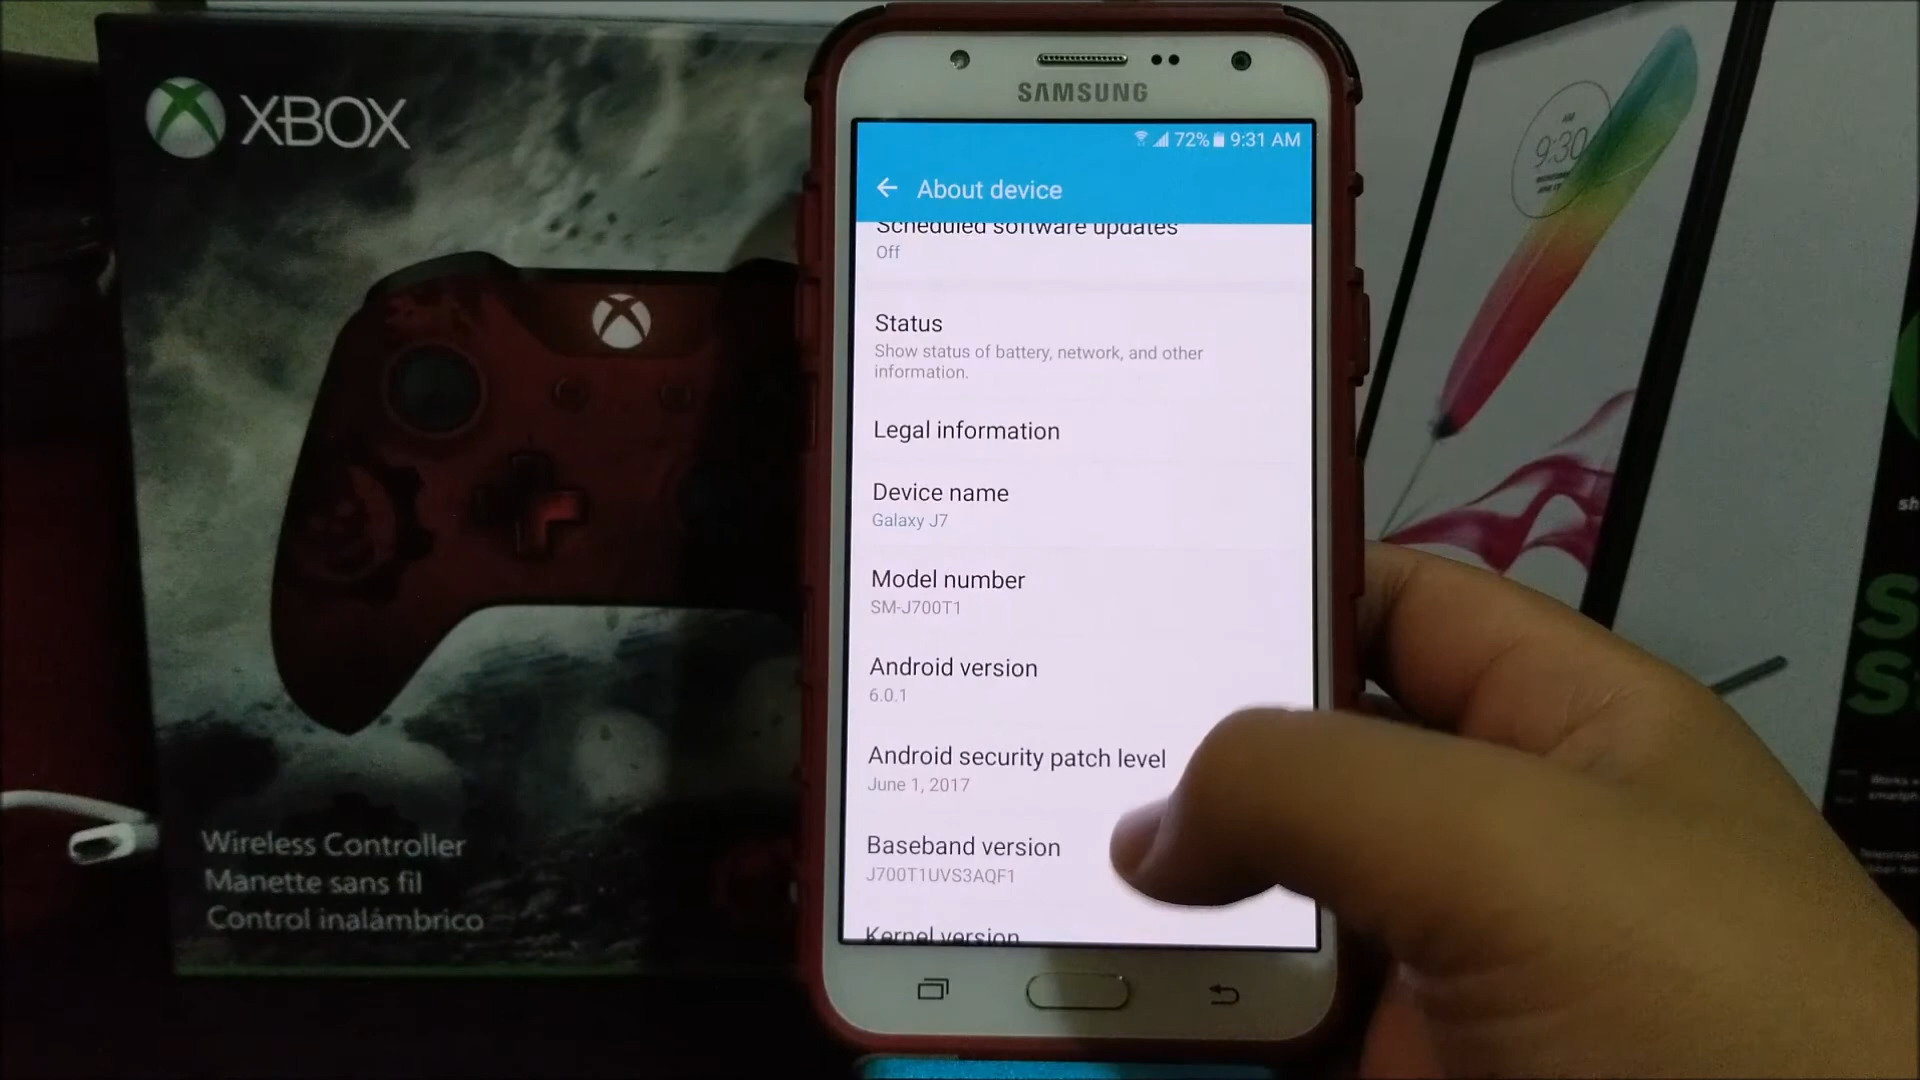 XBOX
Wireless Controller
Manette sans fil
Control inalámbrico
SAMSUNG
72% 9:31 AM
About device
Scheduled software updates
Off
Status
Show status of battery, network, and other
information.
Legal information
Device name
Galaxy J7
Model number
SM-J700T1
Android version
6.0.1
Android security patch level
June 1, 2017
Baseband version
J700T1UVS3AQF1
Kernel version
AM
9:30
sh
S
S